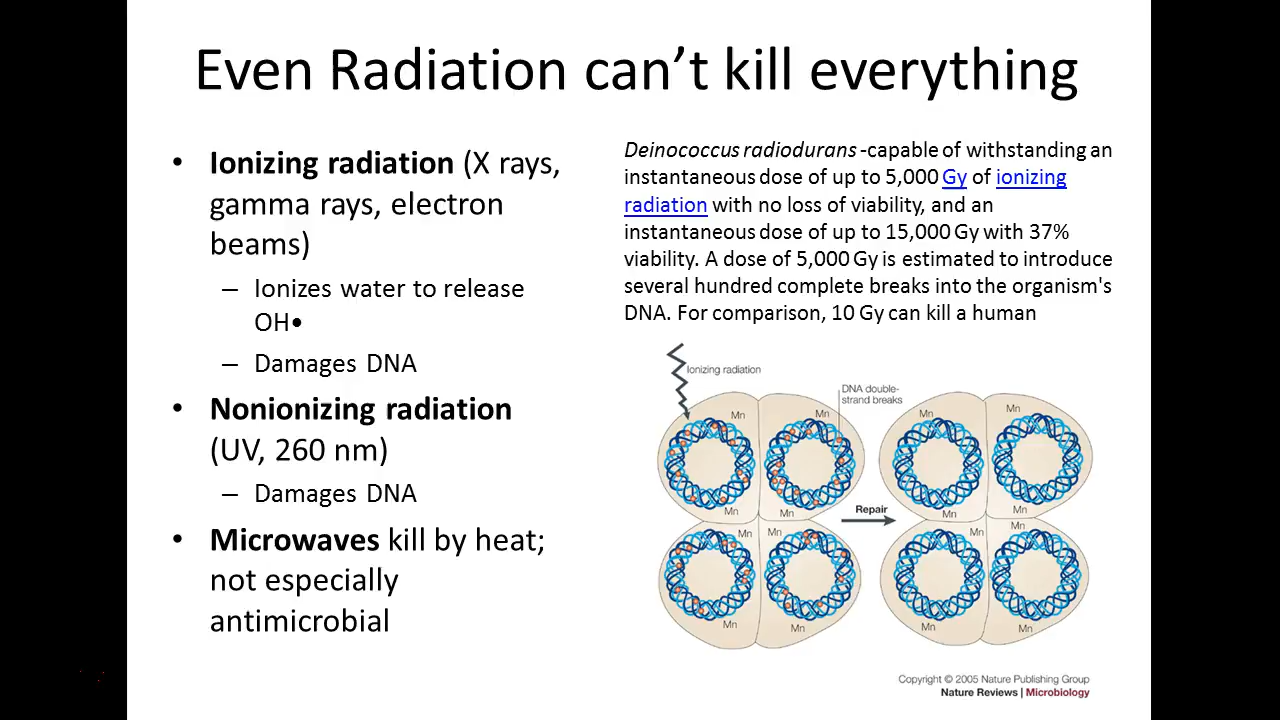 Even Radiation can’t kill everything
• Ionizing radiation (X rays,
gamma rays, electron
beams)
– Ionizes water to release
OH•
– Damages DNA
• Nonionizing radiation
(UV, 260 nm)
– Damages DNA
• Microwaves kill by heat;
not especially
antimicrobial
Deinococcus radiodurans -capable of withstanding an
instantaneous dose of up to 5,000 Gy of ionizing
radiation with no loss of viability, and an
instantaneous dose of up to 15,000 Gy with 37%
viability. A dose of 5,000 Gy is estimated to introduce
several hundred complete breaks into the organism's
DNA. For comparison, 10 Gy can kill a human
Ionizing radiation
DNA double-
strand breaks
Mn
Mn
Mn
Mn
Mn
Mn
Mn
Mn
Repair
Mn
Mn
Mn
Mn
Mn
Mn
Mn
Mn
Copyright © 2005 Nature Publishing Group
Nature Reviews | Microbiology